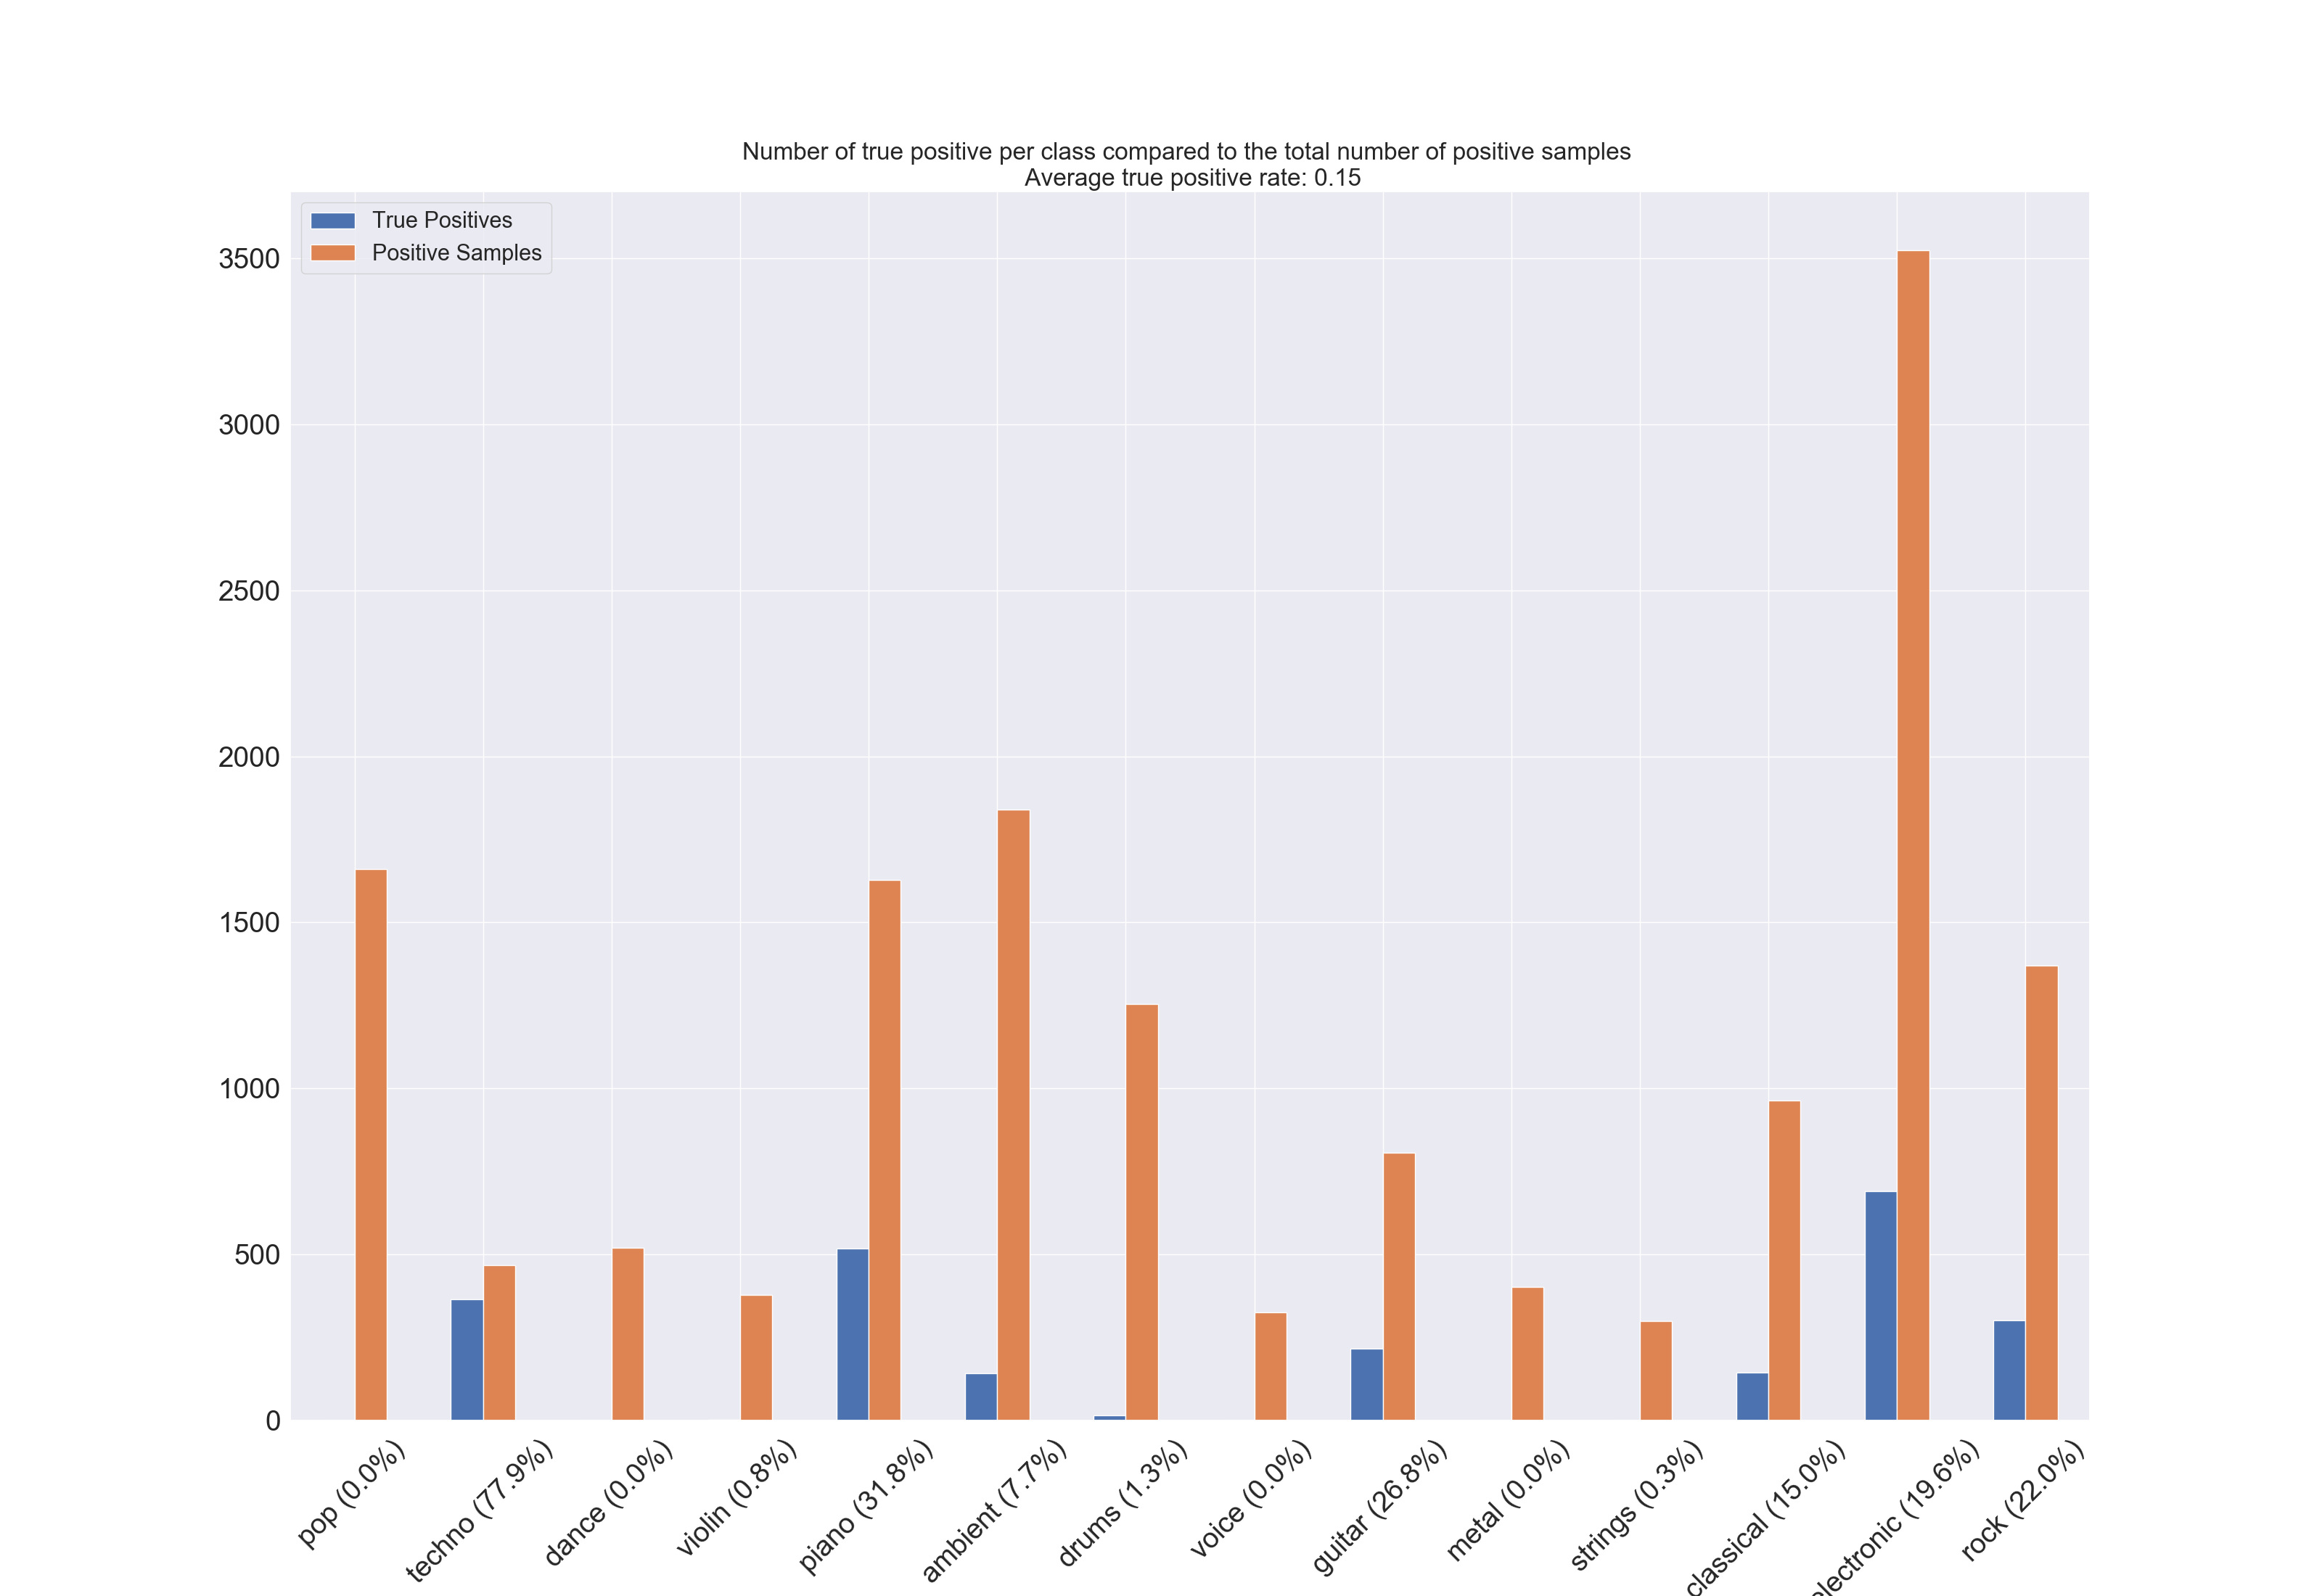 Number of true positive per class compared to the total number of positive samples
Average true positive rate: 0.15
True Positives
Positive Samples
3500
3000
2500
2000
1500
1000
500
0
pop (0.0%)
techno (77.9%)
dance (0.0%)
violin (0.8%)
piano (31.8%)
ambient (7.7%)
drums (1.3%)
voice (0.0%)
guitar (26.8%)
metal (0.0%)
strings (0.3%)
classical (15.0%)
electronic (19.6%)
rock (22.0%)